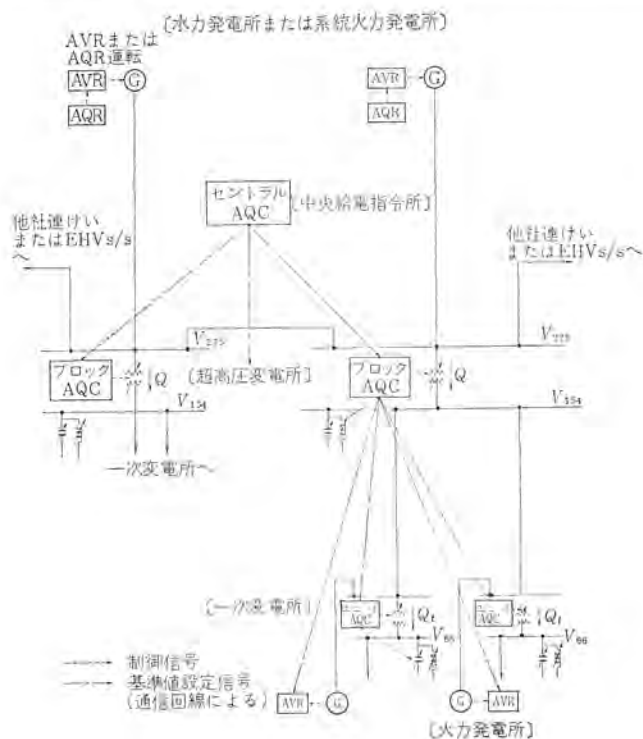 〔水力発電所または系統火力発電所〕
AVRまたは
AQR運転
AVR
G
AQR
AVR
G
AQR
セントラル
AQC
〔中央給電指令所〕
他社連けい
またはEHVs/s
へ
他社連けい
またはEHVs/sへ
V275
V275
ブロック
AQC
Q
〔超高圧変電所〕
ブロック
AQC
Q
V154
V154
一次変電所へ
〔一次変電所〕
AQC
Qt
V66
AQC
Qt
V66
制御信号
基準値設定信号
(通信回線による)
AVR
G
G
AVR
〔火力発電所〕